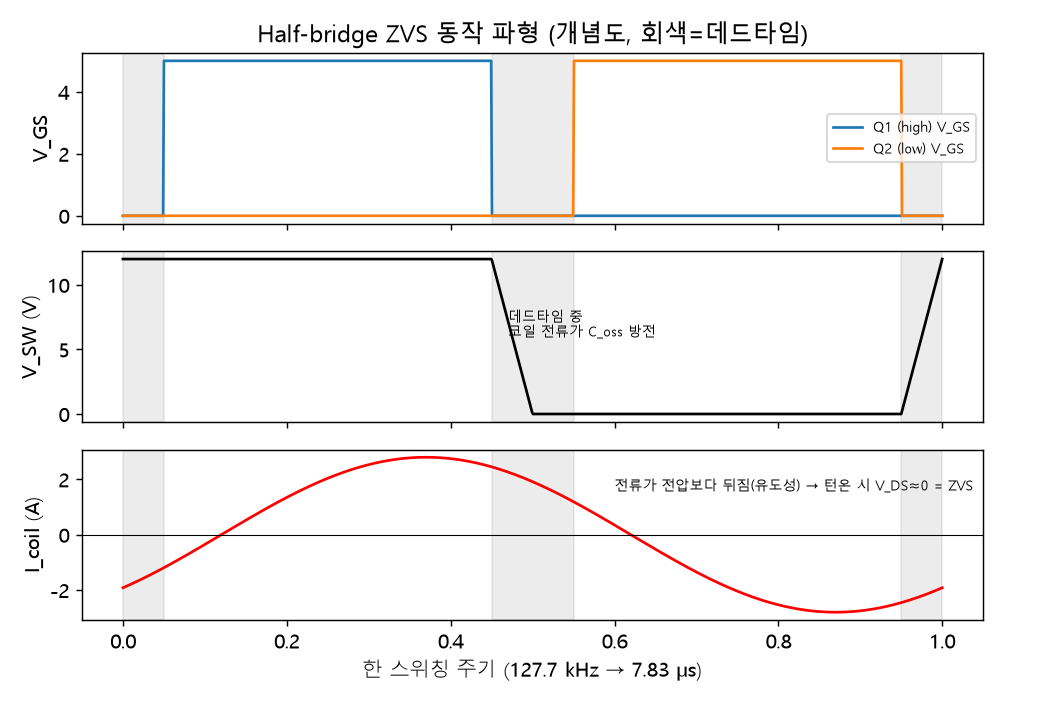 Half-bridge ZVS 동작 파형 (개념도, 회색=데드타임)
V_GS
4
2
0
Q1 (high) V_GS
Q2 (low) V_GS
V_SW (V)
10
5
0
데드타임 중
코일 전류가 C_oss 방전
I_coil (A)
2
0
-2
전류가 전압보다 뒤짐(유도성) → 턴온 시 V_DS≈0 = ZVS
0.0 0.2 0.4 0.6 0.8 1.0
한 스위칭 주기 (127.7 kHz → 7.83 µs)